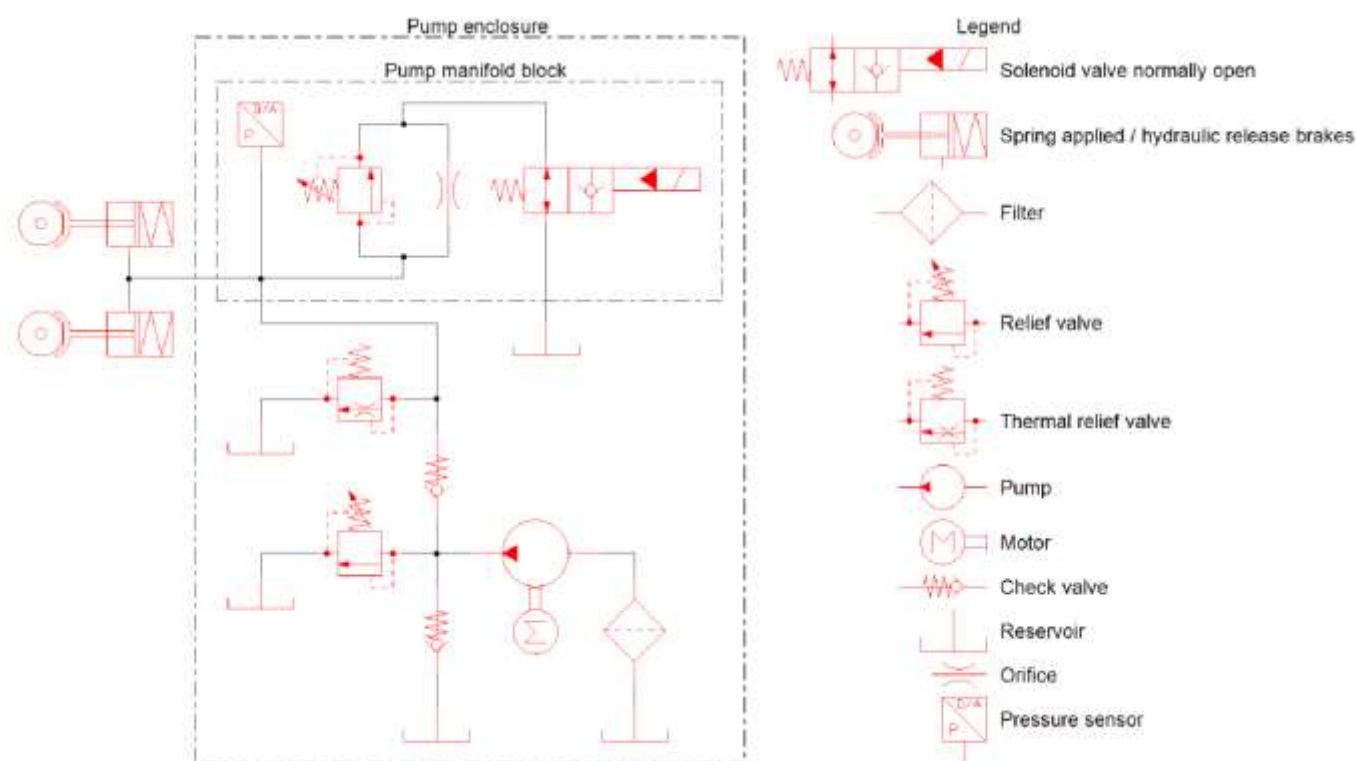 Pump enclosure
Pump manifold block
D/A
P
M
Legend
Solenoid valve normally open
Spring applied / hydraulic release brakes
Filter
Relief valve
Thermal relief valve
Pump
M
Motor
Check valve
Reservoir
Orifice
D/A
P
Pressure sensor